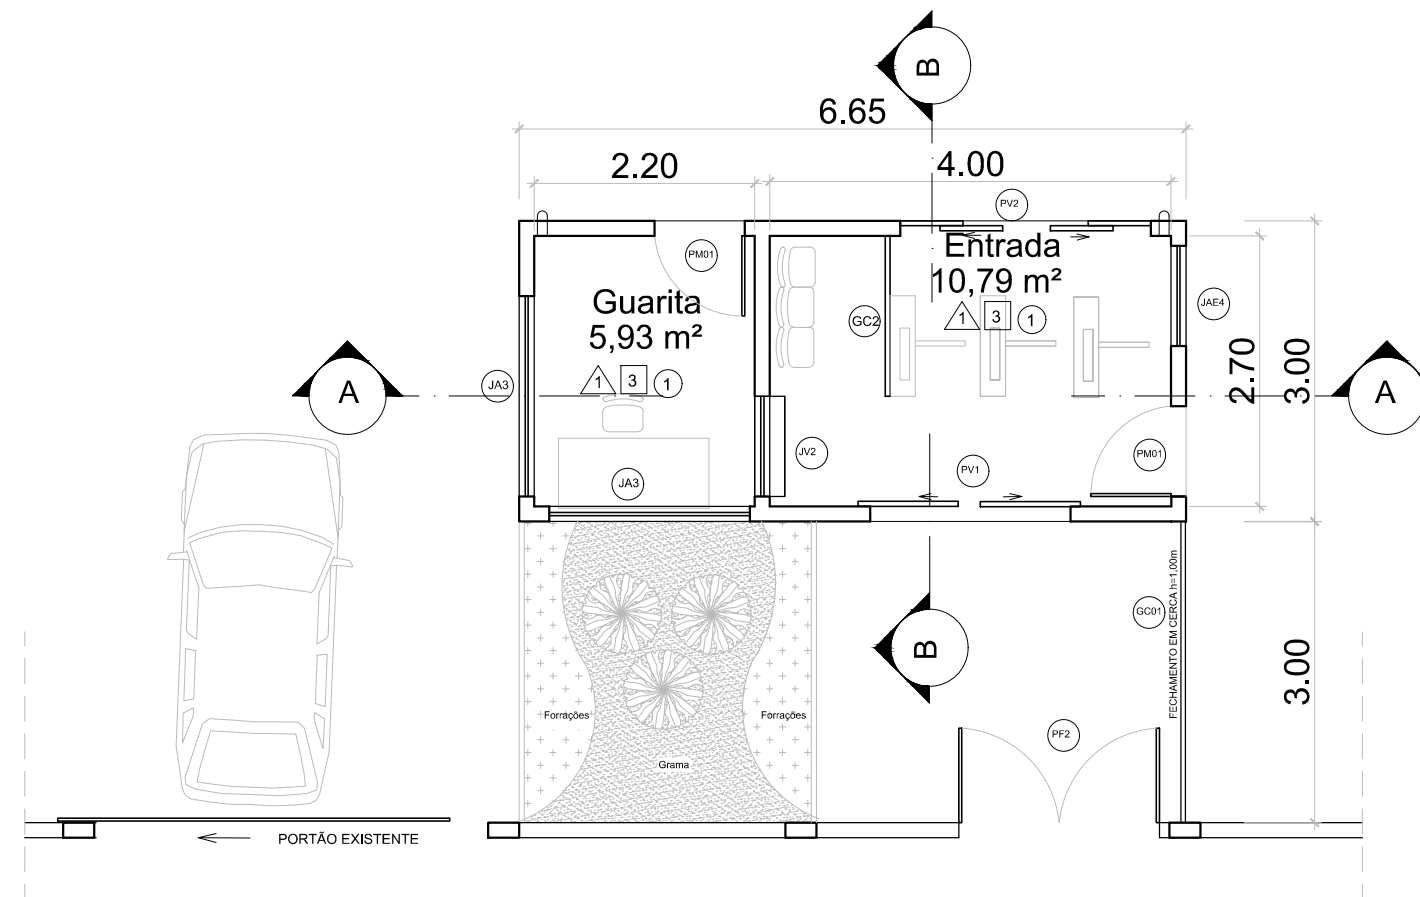 B
6.65
2.20
4.00
PV2
PM01
Entrada
10,79 m²
Guarita
5,93 m²
JAE4
GC2
1 3 1
1 3 1
2.70
3.00
A
JA3
A
JV2
PM01
PV1
JA3
FECHAMENTO EM CERCA h=1,00m
GC01
B
3.00
Forrações
Forrações
PF2
Grama
PORTÃO EXISTENTE